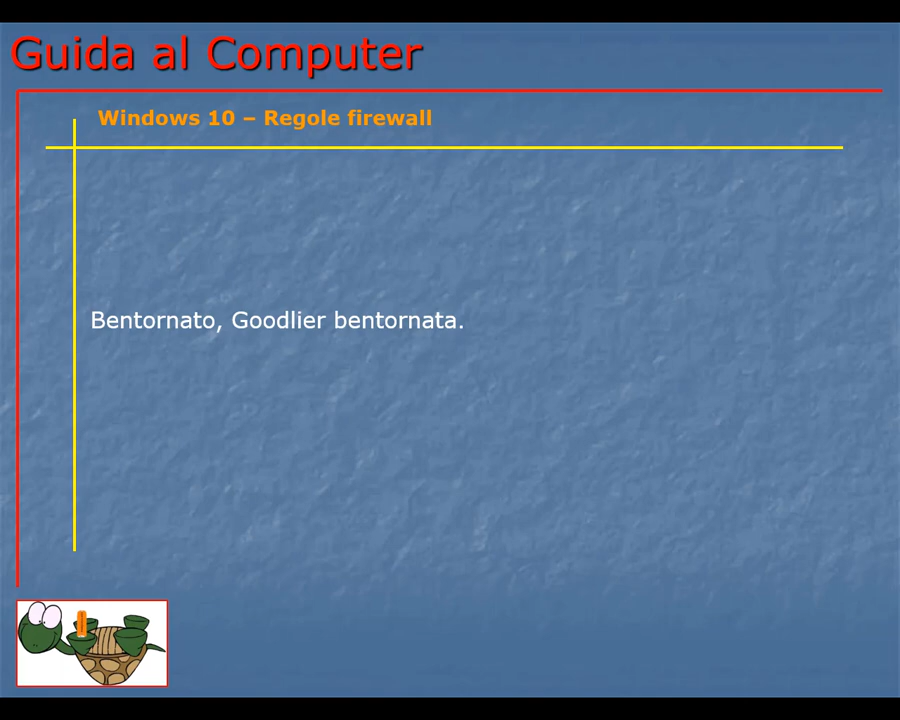 Guida al Computer
Windows 10 – Regole firewall
Bentornato, Goodlier bentornata.